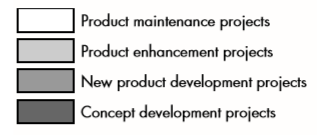 Product maintenance projects
Product enhancement projects
New product development projects
Concept development projects